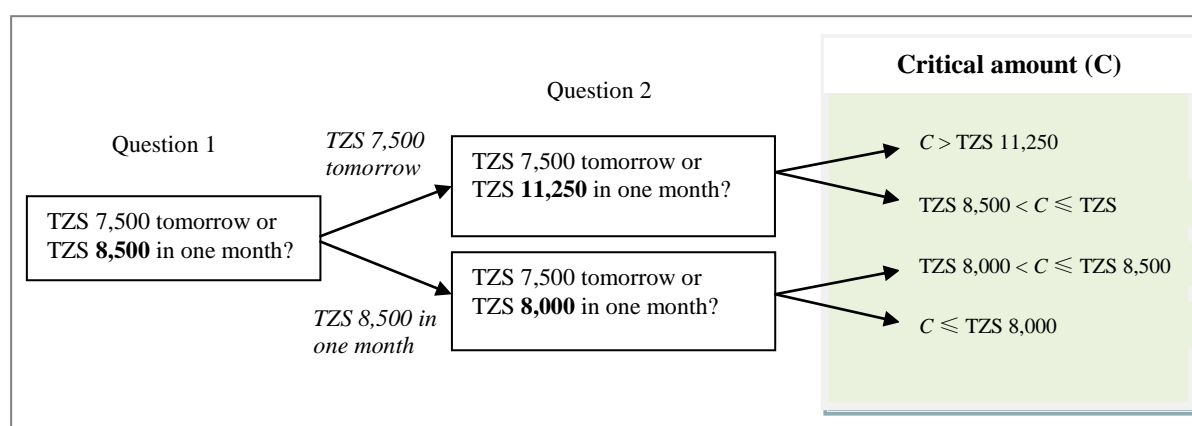 Question 1
TZS 7,500 tomorrow or
TZS 8,500 in one month?
TZS 7,500
tomorrow
TZS 8,500 in
one month
Question 2
TZS 7,500 tomorrow or
TZS 11,250 in one month?
TZS 7,500 tomorrow or
TZS 8,000 in one month?
Critical amount (C)
C > TZS 11,250
TZS 8,500 < C ≤ TZS
TZS 8,000 < C ≤ TZS 8,500
C ≤ TZS 8,000